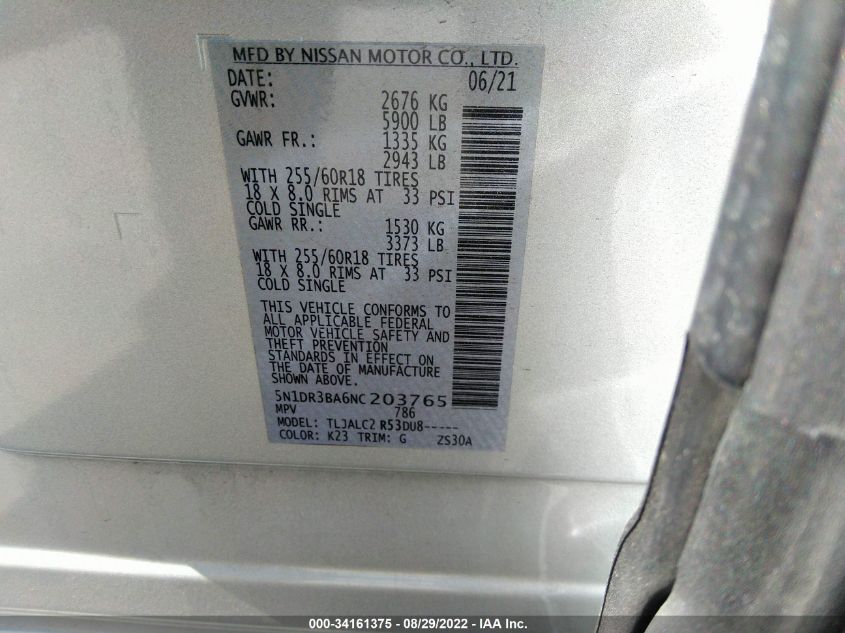 MFD BY NISSAN MOTOR CO., LTD.
DATE: 06/21
GVWR: 2676 KG
5900 LB
GAWR FR.: 1335 KG
2943 LB
WITH 255/60R18 TIRES
18 X 8.0 RIMS AT 33 PSI
COLD SINGLE
GAWR RR.: 1530 KG
3373 LB
WITH 255/60R18 TIRES
18 X 8.0 RIMS AT 33 PSI
COLD SINGLE
THIS VEHICLE CONFORMS TO
ALL APPLICABLE FEDERAL
MOTOR VEHICLE SAFETY AND
THEFT PREVENTION
STANDARDS IN EFFECT ON
THE DATE OF MANUFACTURE
SHOWN ABOVE.
5N1DR3BA6NC203765
MPV 786
MODEL: TLJALC2 R53DU8-----
COLOR: K23 TRIM: G ZS30A
000-34161375 - 08/29/2022 - IAA Inc.